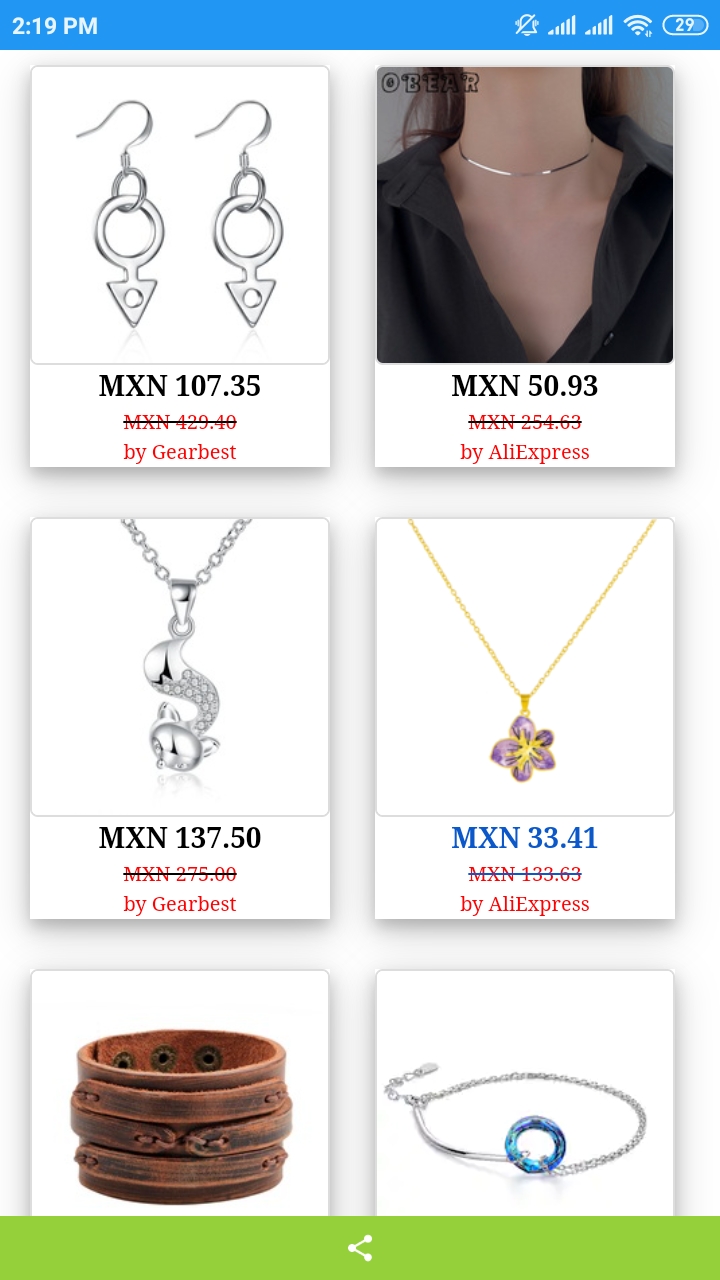 2:19 PM
29
OBEAR
MXN 107.35
MXN 429.40
by Gearbest
MXN 50.93
MXN 254.63
by AliExpress
MXN 137.50
MXN 275.00
by Gearbest
MXN 33.41
MXN 133.63
by AliExpress